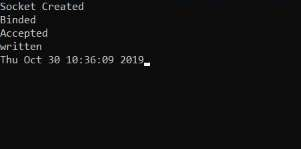 Socket Created
Binded
Accepted
written
Thu Oct 30 10:36:09 2019